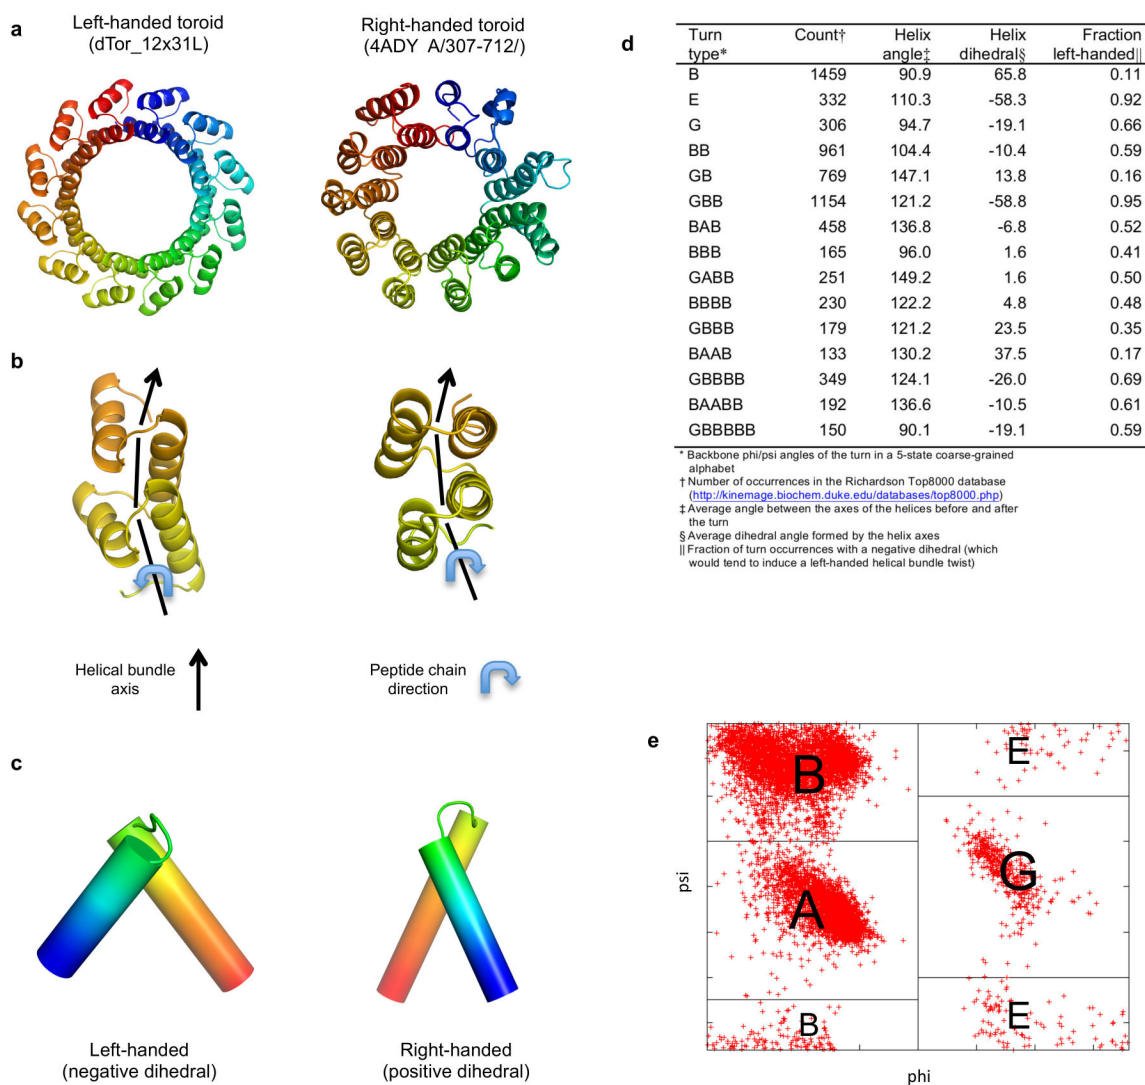 a
Left-handed toroid
(dTor_12x31L)
Right-handed toroid
(4ADY_A/307-712/)
b
Helical bundle
axis
Peptide chain
direction
c
Left-handed
(negative dihedral)
Right-handed
(positive dihedral)
d
Turn type* Count† Helix angle‡ Helix dihedral§ Fraction left-handed||
B 1459 90.9 65.8 0.11
E 332 110.3 -58.3 0.92
G 306 94.7 -19.1 0.66
BB 961 104.4 -10.4 0.59
GB 769 147.1 13.8 0.16
GBB 1154 121.2 -58.8 0.95
BAB 458 136.8 -6.8 0.52
BBB 165 96.0 1.6 0.41
GABB 251 149.2 1.6 0.50
BBBB 230 122.2 4.8 0.48
GBBB 179 121.2 23.5 0.35
BAAB 133 130.2 37.5 0.17
GBBBB 349 124.1 -26.0 0.69
BAABB 192 136.6 -10.5 0.61
GBBBBB 150 90.1 -19.1 0.59
* Backbone phi/psi angles of the turn in a 5-state coarse-grained
alphabet
† Number of occurrences in the Richardson Top8000 database
(http://kinemage.biochem.duke.edu/databases/top8000.php)
‡ Average angle between the axes of the helices before and after
the turn
§ Average dihedral angle formed by the helix axes
|| Fraction of turn occurrences with a negative dihedral (which
would tend to induce a left-handed helical bundle twist)
e
B
E
G
A
B
E
psi
phi